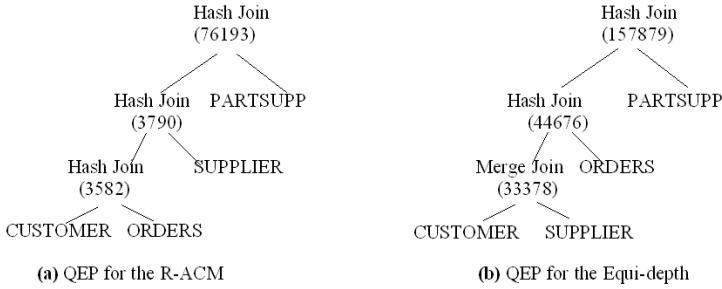 Hash Join
(76193)
Hash Join PARTSUPP
(3790)
Hash Join SUPPLIER
(3582)
CUSTOMER ORDERS
(a) QEP for the R-ACM
Hash Join
(157879)
Hash Join PARTSUPP
(44676)
Merge Join ORDERS
(33378)
CUSTOMER SUPPLIER
(b) QEP for the Equi-depth